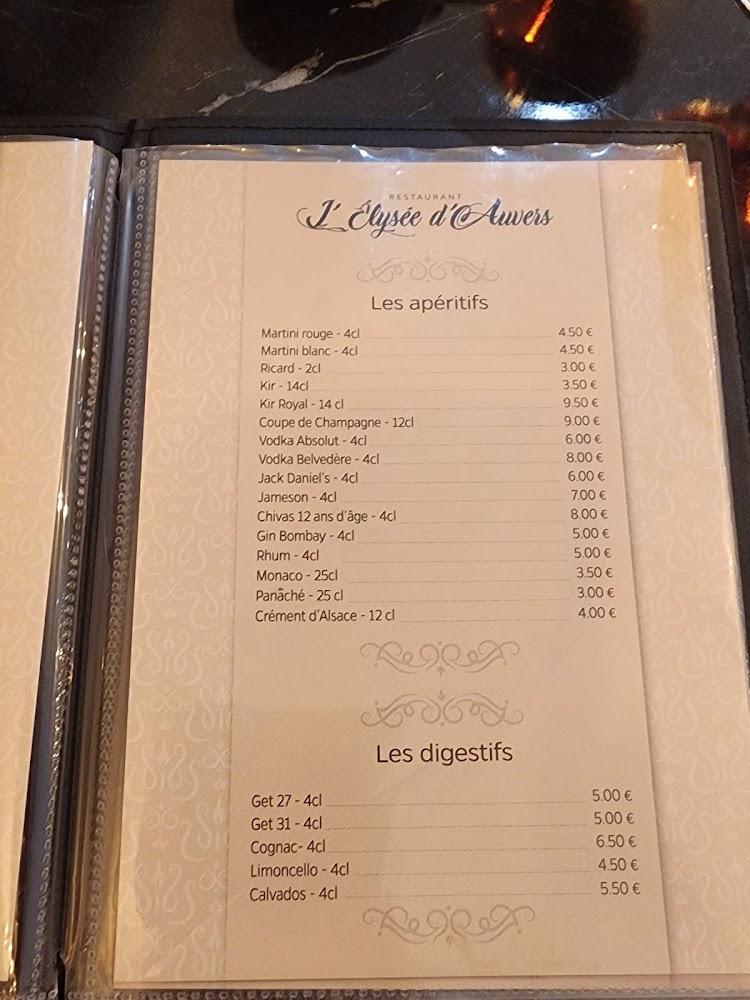 RESTAURANT
L'Élysée d'Auvers
Les apéritifs
Martini rouge - 4cl 4.50 €
Martini blanc - 4cl 4.50 €
Ricard - 2cl 3.00 €
Kir - 14cl 3.50 €
Kir Royal - 14 cl 9.50 €
Coupe de Champagne - 12cl 9.00 €
Vodka Absolut - 4cl 6.00 €
Vodka Belvedère - 4cl 8.00 €
Jack Daniel's - 4cl 6.00 €
Jameson - 4cl 7.00 €
Chivas 12 ans d'âge - 4cl 8.00 €
Gin Bombay - 4cl 5.00 €
Rhum - 4cl 5.00 €
Monaco - 25cl 3.50 €
Panâché - 25 cl 3.00 €
Crément d'Alsace - 12 cl 4.00 €
Les digestifs
Get 27 - 4cl 5.00 €
Get 31 - 4cl 5.00 €
Cognac- 4cl 6.50 €
Limoncello - 4cl 4.50 €
Calvados - 4cl 5.50 €